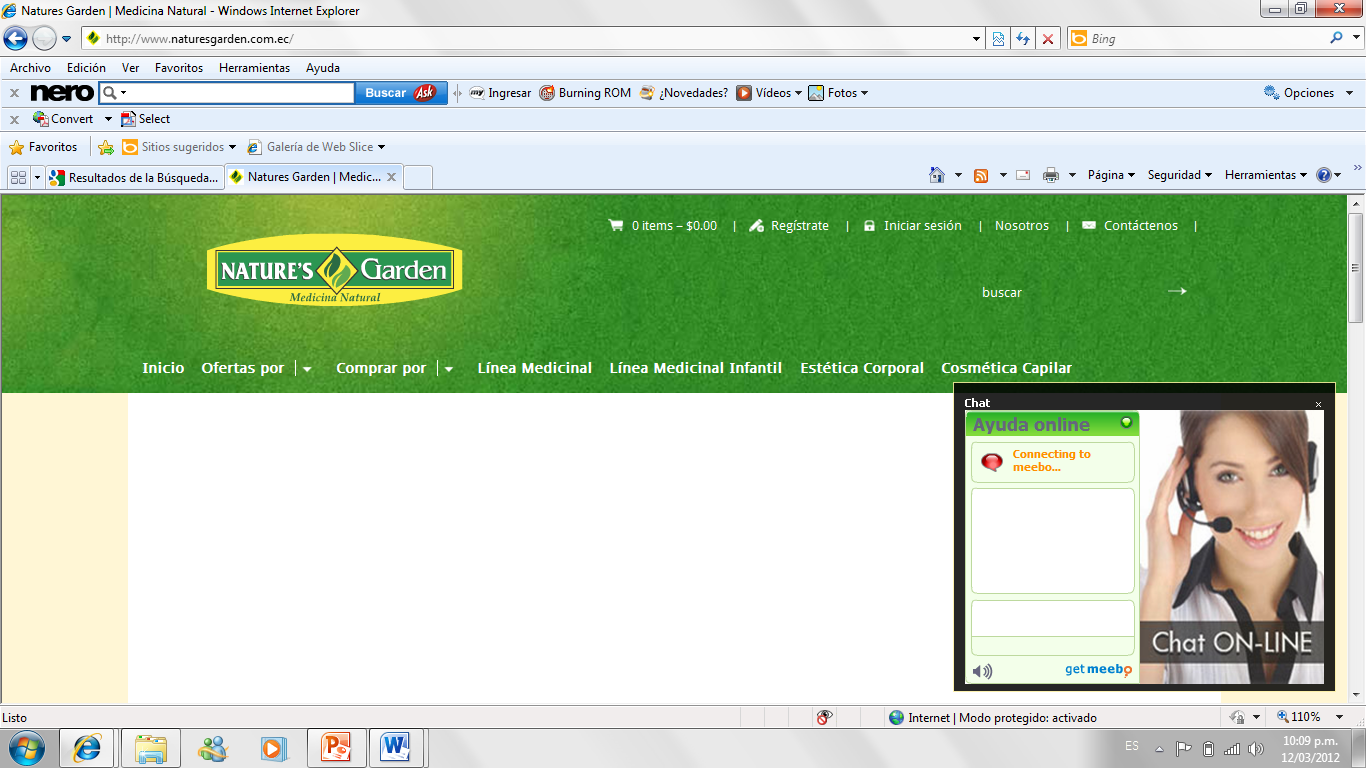 Natures Garden | Medicina Natural - Windows Internet Explorer
http://www.naturesgarden.com.ec/
Bing
Archivo Edición Ver Favoritos Herramientas Ayuda
nero Buscar Ask my Ingresar Burning ROM ¿Novedades? Vídeos Fotos Opciones
Convert Select
Favoritos Sitios sugeridos Galería de Web Slice
Resultados de la Búsqueda... Natures Garden | Medic... Página Seguridad Herramientas
0 items – $0.00 | Regístrate | Iniciar sesión | Nosotros | Contáctenos |
NATURE'S Garden
Medicina Natural
buscar
Inicio Ofertas por Comprar por Línea Medicinal Línea Medicinal Infantil Estética Corporal Cosmética Capilar
Chat x
Ayuda online
Connecting to
meebo...
Chat ON-LINE
get meebo
Listo Internet | Modo protegido: activado 110%
ES 10:09 p.m.
12/03/2012